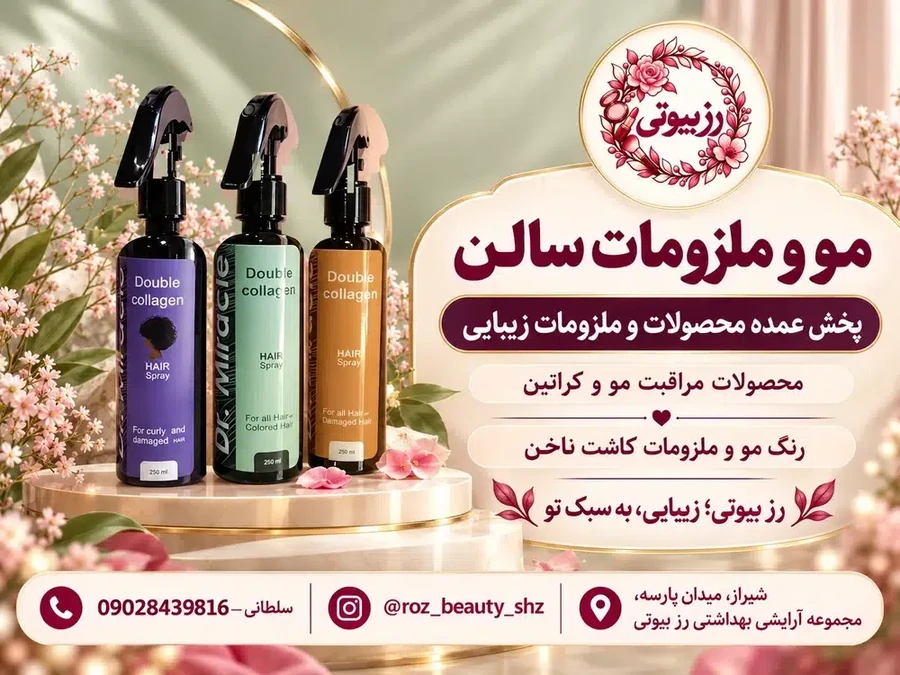 رز بیوتی
مو و ملزومات سالن
پخش عمده محصولات و ملزومات زیبایی
محصولات مراقبت مو و کراتین
رنگ مو و ملزومات کاشت ناخن
رز بیوتی؛ زیبایی، به سبک تو
Double
collagen
HAIR
Spray
For curly and
damaged HAIR
250 ml
Dr. Miracle
Double
collagen
HAIR
Spray
For all Hair
Colored Hair
250 ml
Dr. Miracle
Double
collagen
HAIR
Spray
For all Hair
Damaged Hair
250 ml
شیراز، میدان پارسه،
مجموعه آرایشی بهداشتی رز بیوتی
@roz_beauty_shz
سلطانی – 09028439816